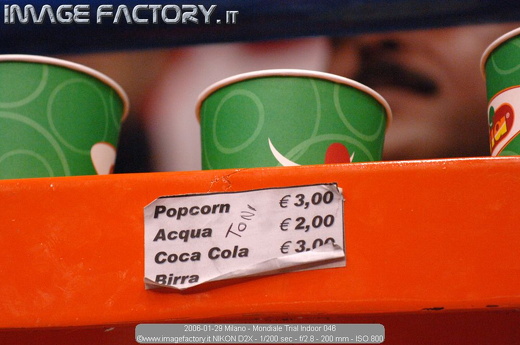 IMAGE FACTORY.IT
Popcorn € 3,00
Acqua TONI € 2,00
Coca Cola € 3,00
Birra
2006-01-29 Milano - Mondiale Trial Indoor 046
©www.imagefactory.it NIKON D2X - 1/200 sec - f/2.8 - 200 mm - ISO 800